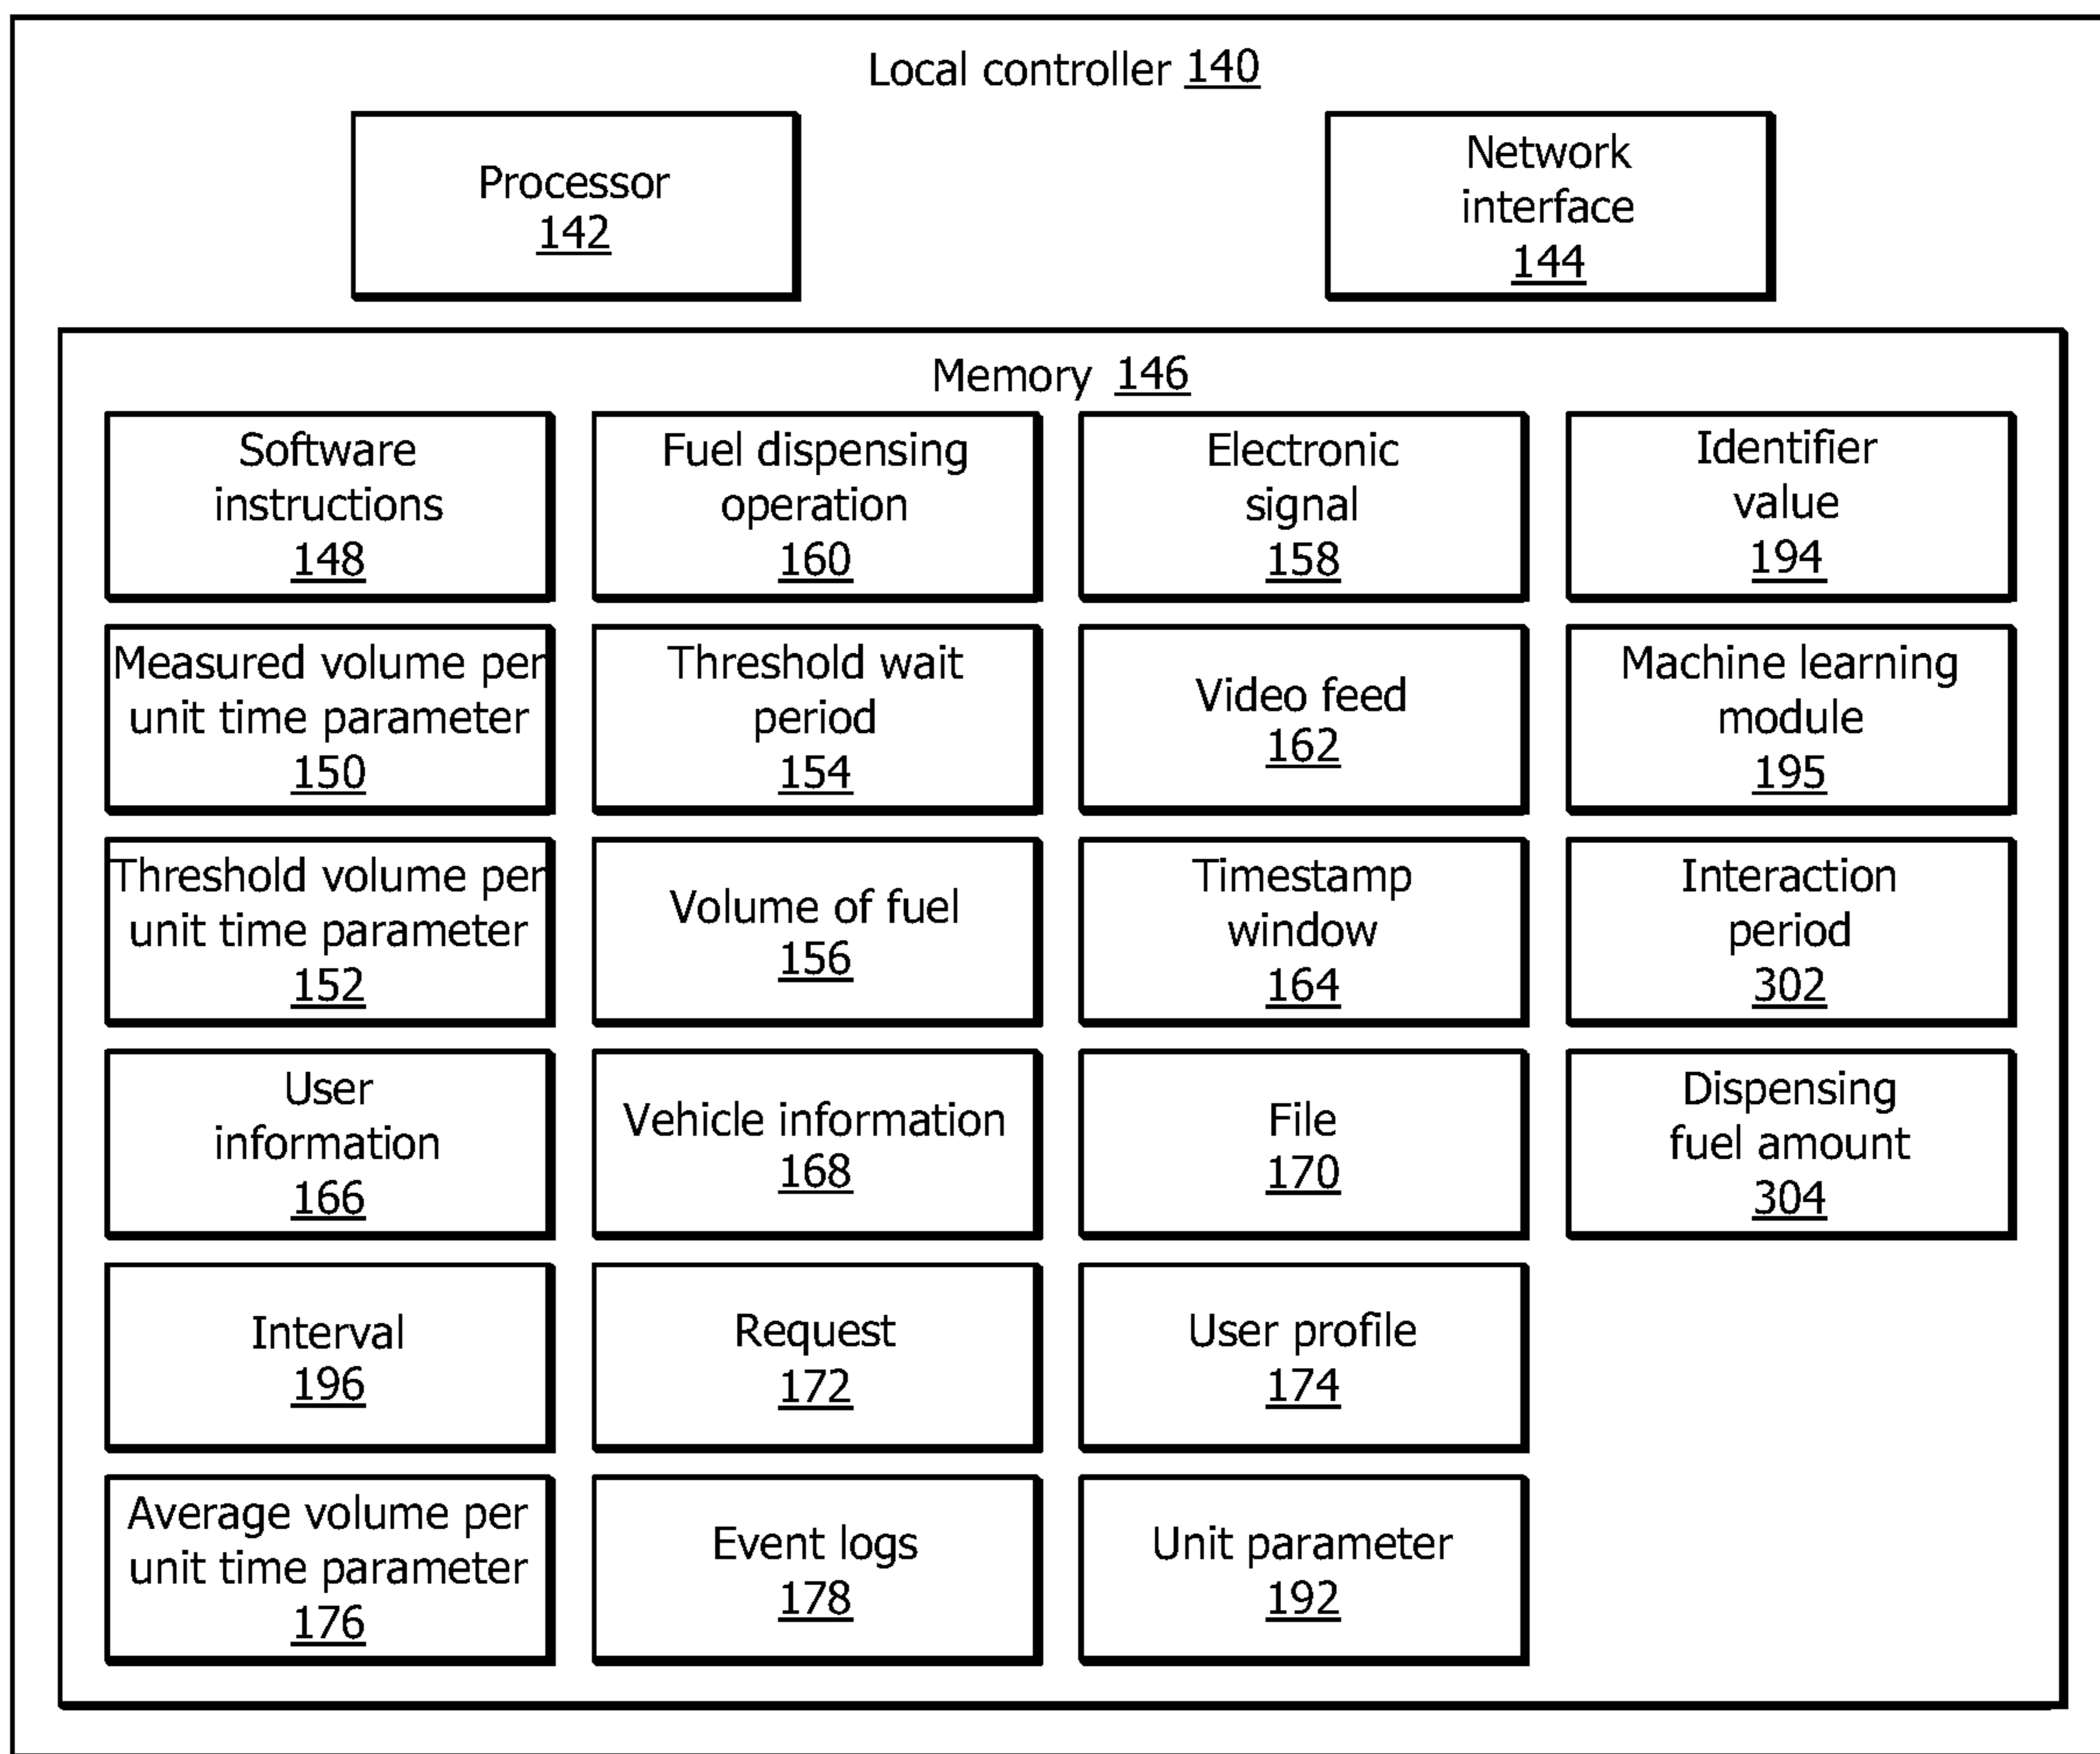 Local controller 140
Processor
142
Network
interface
144
Memory 146
Software
instructions
148
Fuel dispensing
operation
160
Electronic
signal
158
Identifier
value
194
Measured volume per
unit time parameter
150
Threshold wait
period
154
Video feed
162
Machine learning
module
195
Threshold volume per
unit time parameter
152
Volume of fuel
156
Timestamp
window
164
Interaction
period
302
User
information
166
Vehicle information
168
File
170
Dispensing
fuel amount
304
Interval
196
Request
172
User profile
174
Average volume per
unit time parameter
176
Event logs
178
Unit parameter
192